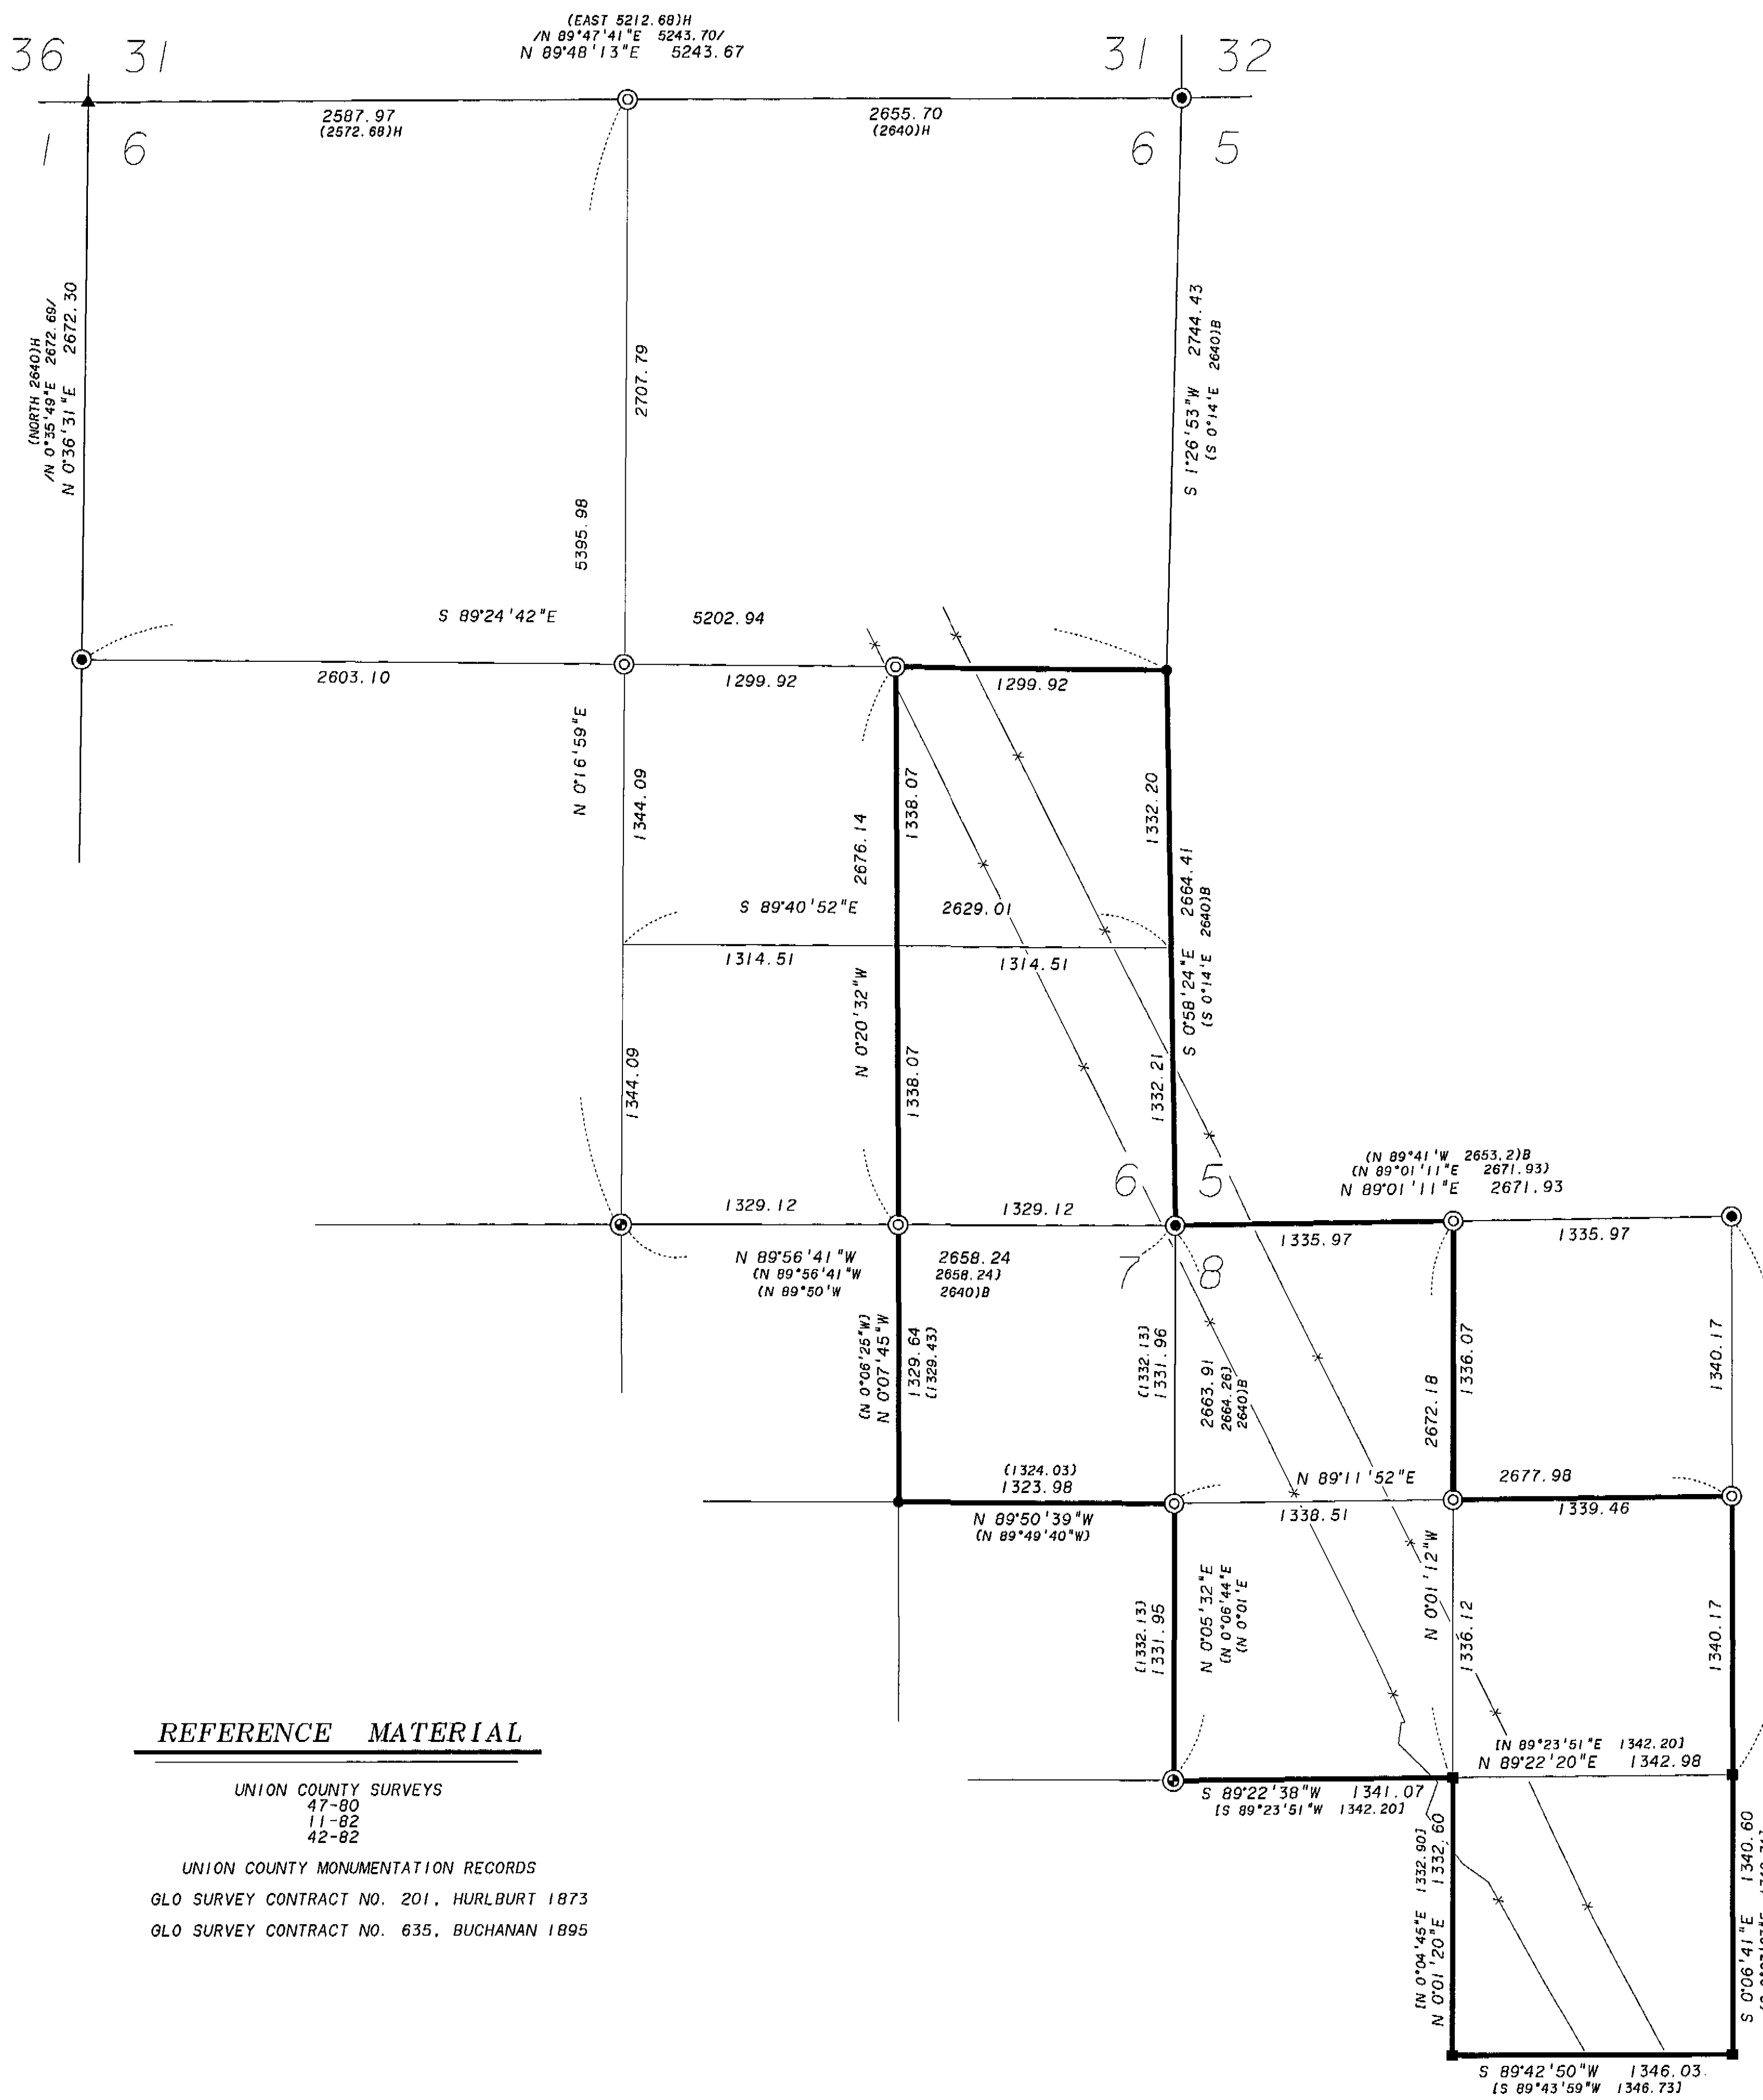 (EAST 5212.68)H
/N 89°47'41"E 5243.70/
N 89°48'13"E 5243.67
36 31
31 32
2587.97
(2572.68)H
2655.70
(2640)H
1 6
6 5
(NORTH 2640)H
/N 0°35'49"E 2672.69/
N 0°36'31"E 2672.30
2707.79
5395.98
S 1°26'53"W 2744.43
(S 0°14'E 2640)B
S 89°24'42"E 5202.94
2603.10
1299.92
1299.92
N 0°16'59"E
1344.09
2676.14
1338.07
1332.20
S 0°58'24"E 2664.41
(S 0°14'E 2640)B
S 89°40'52"E 2629.01
1314.51
1314.51
N 0°20'32"W
1344.09
1338.07
1332.21
6 5
(N 89°41'W 2653.2)B
(N 89°01'11"E 2671.93)
N 89°01'11"E 2671.93
1329.12
1329.12
1335.97
1335.97
N 89°56'41"W 2658.24
(N 89°56'41"W 2658.24)
(N 89°50'W 2640)B
7 8
(N 0°06'25"W)
N 0°07'45"W
1329.64
(1329.43)
(1332.13)
1331.96
2663.91
2664.26)
2640)B
2672.18
1336.07
1340.17
(1324.03)
1323.98
N 89°50'39"W
(N 89°49'40"W)
N 89°11'52"E 2677.98
1338.51
1339.46
(1332.13)
1331.95
N 0°05'32"E
(N 0°06'44"E
(N 0°01'E
N 0°01'12"W
1336.12
1340.17
[N 89°23'51"E 1342.20]
N 89°22'20"E 1342.98
S 89°22'38"W 1341.07
[S 89°23'51"W 1342.20]
[N 0°04'45"E 1332.90]
N 0°01'20"E 1332.60
S 0°06'41"E 1340.60
S 89°42'50"W 1346.03
[S 89°43'59"W 1346.73]
REFERENCE MATERIAL
UNION COUNTY SURVEYS
47-80
11-82
42-82
UNION COUNTY MONUMENTATION RECORDS
GLO SURVEY CONTRACT NO. 201, HURLBURT 1873
GLO SURVEY CONTRACT NO. 635, BUCHANAN 1895